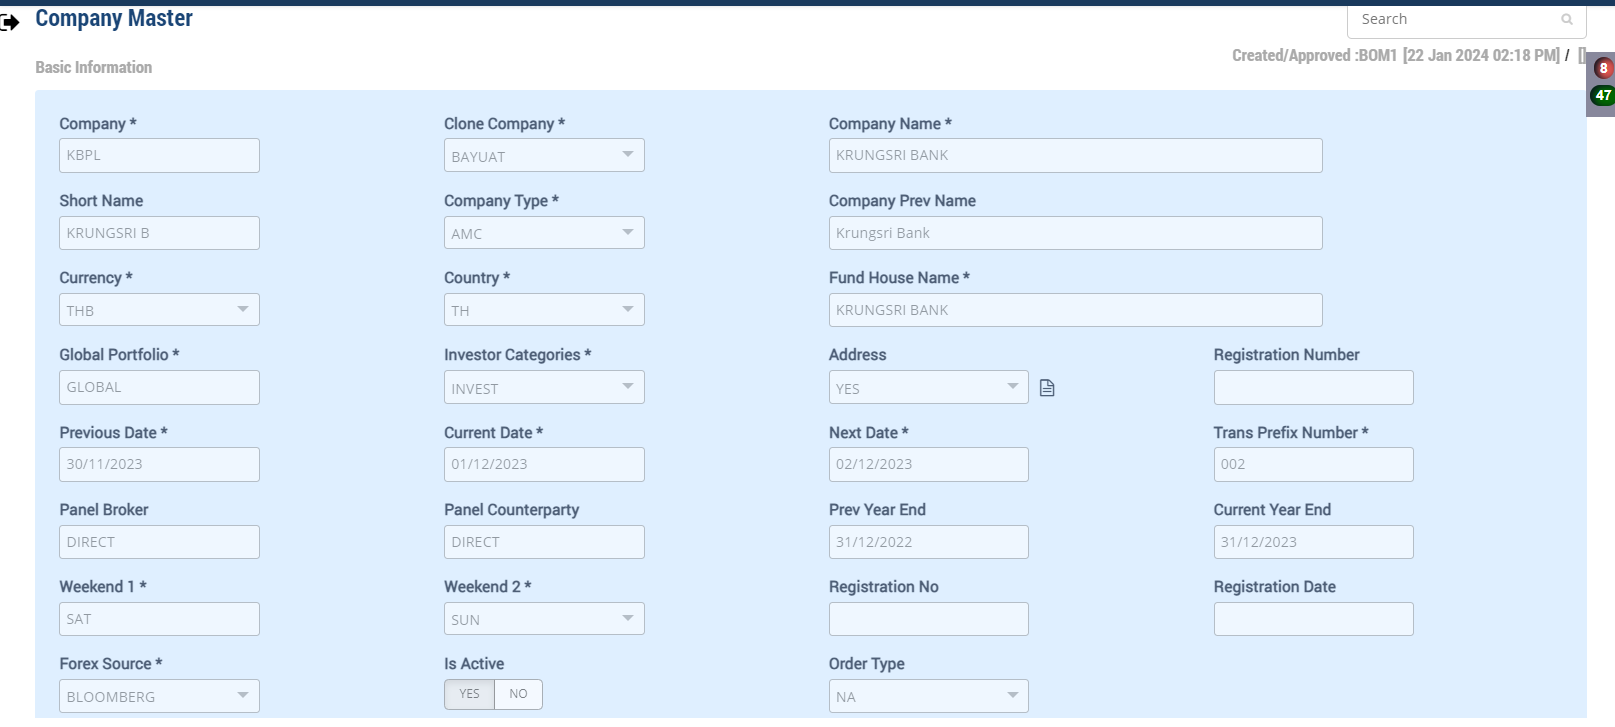 Company Master
Search
Created/Approved :BOM1 [22 Jan 2024 02:18 PM] / [
Basic Information
8
47
Company * Clone Company * Company Name *
KBPL BAYUAT KRUNGSRI BANK
Short Name Company Type * Company Prev Name
KRUNGSRI B AMC Krungsri Bank
Currency * Country * Fund House Name *
THB TH KRUNGSRI BANK
Global Portfolio * Investor Categories * Address Registration Number
GLOBAL INVEST YES
Previous Date * Current Date * Next Date * Trans Prefix Number *
30/11/2023 01/12/2023 02/12/2023 002
Panel Broker Panel Counterparty Prev Year End Current Year End
DIRECT DIRECT 31/12/2022 31/12/2023
Weekend 1 * Weekend 2 * Registration No Registration Date
SAT SUN
Forex Source * Is Active Order Type
BLOOMBERG YES NO NA